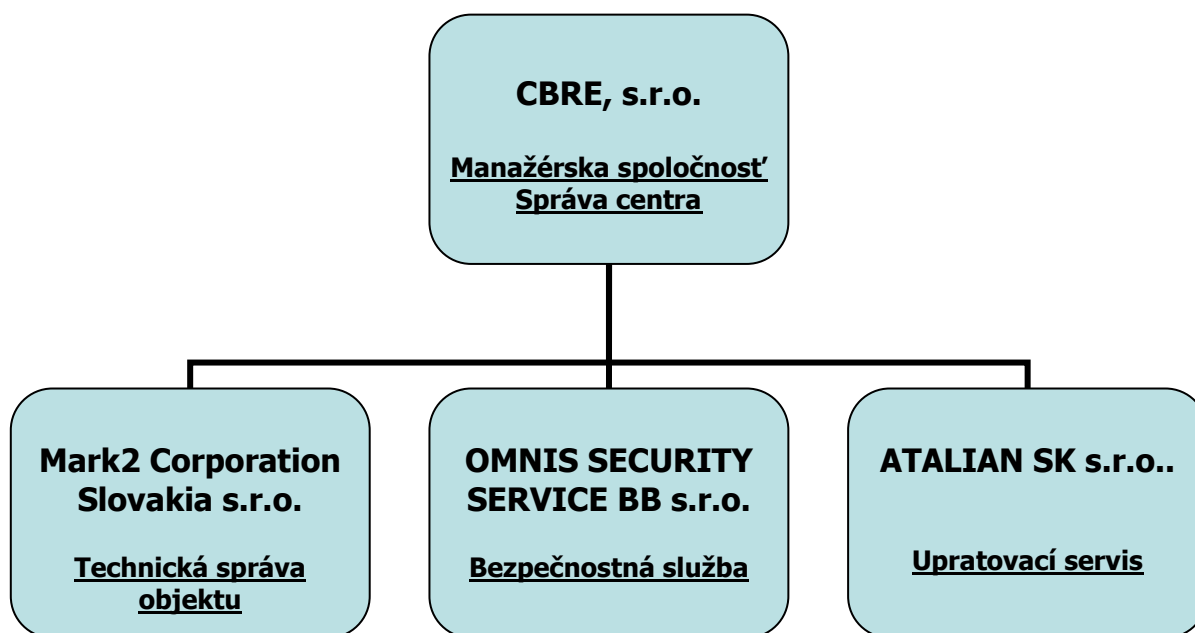 CBRE, s.r.o.
Manažérska spoločnosť
Správa centra
Mark2 Corporation
Slovakia s.r.o.
Technická správa
objektu
OMNIS SECURITY
SERVICE BB s.r.o.
Bezpečnostná služba
ATALIAN SK s.r.o..
Upratovací servis